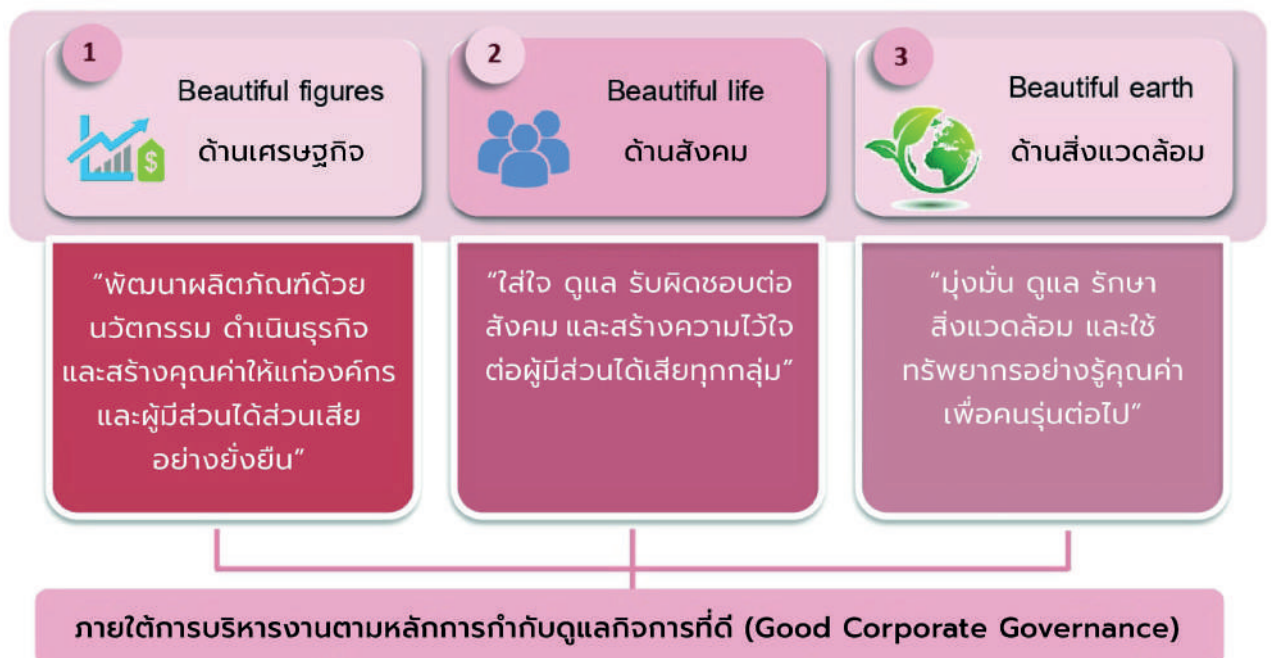 1
Beautiful figures
ด้านเศรษฐกิจ
$
"พัฒนาผลิตภัณฑ์ด้วย
นวัตกรรม ดำเนินธุรกิจ
และสร้างคุณค่าให้แก่องค์กร
และผู้มีส่วนได้ส่วนเสีย
อย่างยั่งยืน"
2
Beautiful life
ด้านสังคม
"ใส่ใจ ดูแล รับผิดชอบต่อ
สังคม และสร้างความไว้ใจ
ต่อผู้มีส่วนได้เสียทุกกลุ่ม"
3
Beautiful earth
ด้านสิ่งแวดล้อม
"มุ่งมั่น ดูแล รักษา
สิ่งแวดล้อม และใช้
ทรัพยากรอย่างรู้คุณค่า
เพื่อคนรุ่นต่อไป"
ภายใต้การบริหารงานตามหลักการกำกับดูแลกิจการที่ดี (Good Corporate Governance)